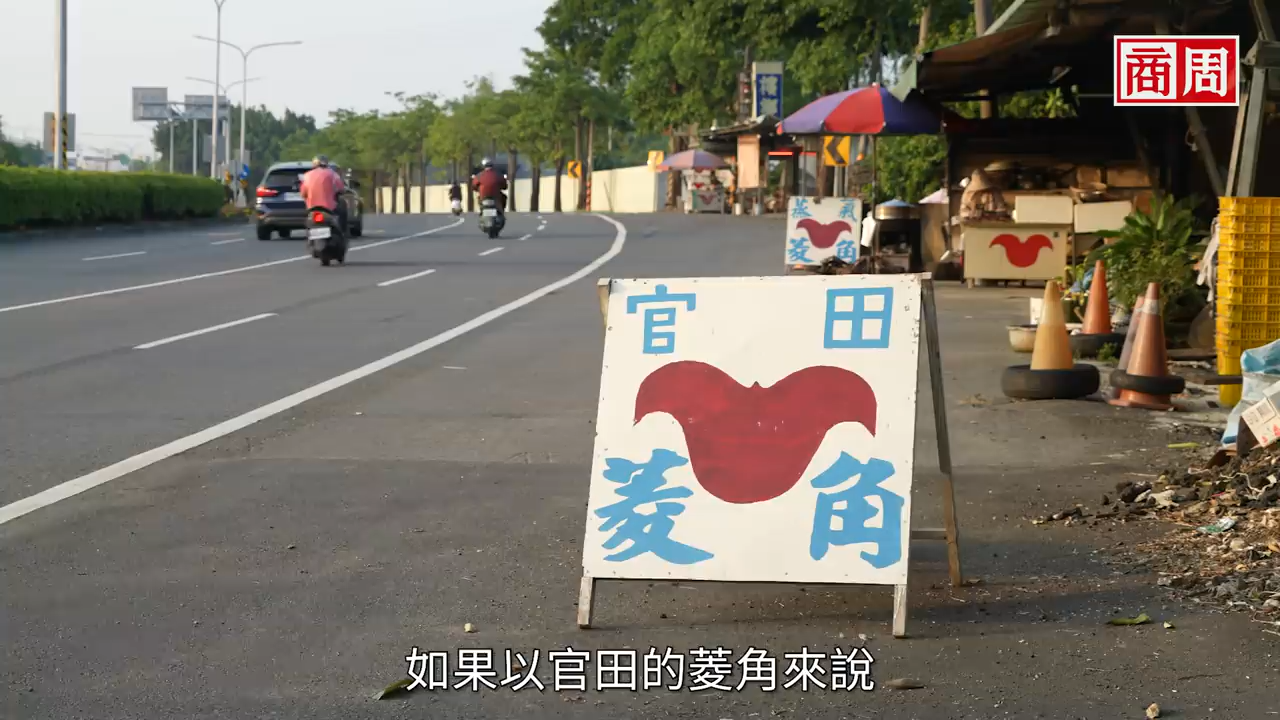 商周
蒸氣
菱角
官田
菱角
如果以官田的菱角來說